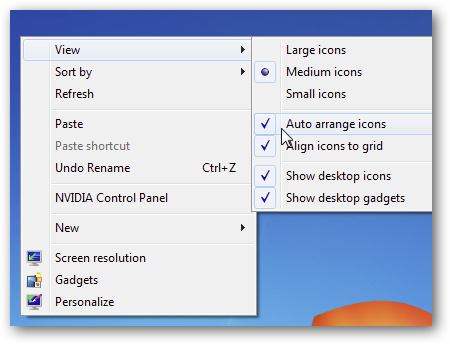 View
Sort by
Refresh
Paste
Paste shortcut
Undo Rename Ctrl+Z
NVIDIA Control Panel
New
Screen resolution
Gadgets
Personalize
Large icons
Medium icons
Small icons
Auto arrange icons
Align icons to grid
Show desktop icons
Show desktop gadgets